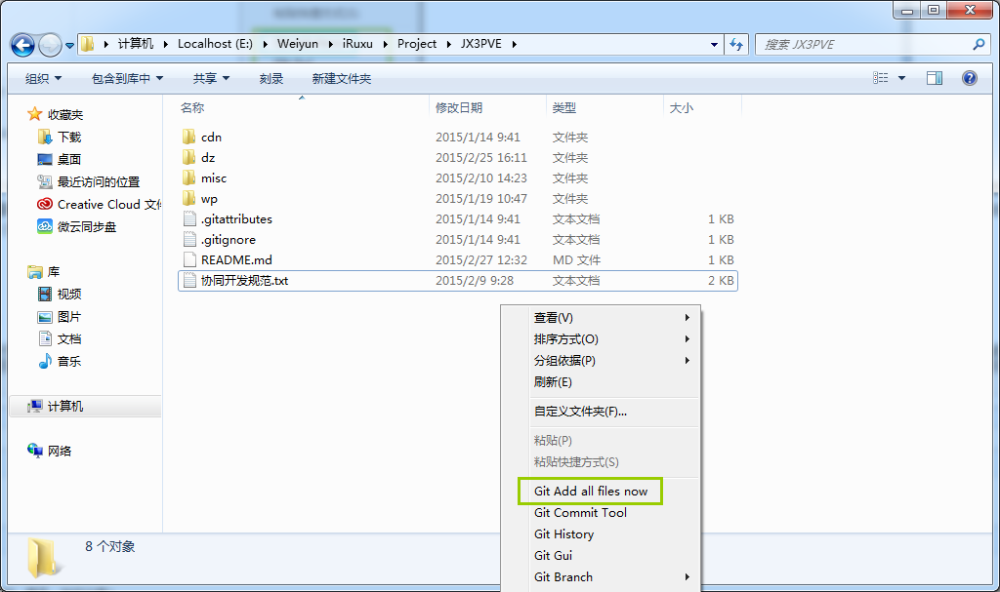 计算机 Localhost (E:) Weiyun iRuxu Project JX3PVE
搜索 JX3PVE
组织 包含到库中 共享 刻录 新建文件夹
名称 修改日期 类型 大小
收藏夹
下载
桌面
最近访问的位置
Creative Cloud 文
微云同步盘
库
视频
图片
文档
音乐
计算机
网络
cdn 2015/1/14 9:41 文件夹
dz 2015/2/25 16:11 文件夹
misc 2015/2/10 14:23 文件夹
wp 2015/1/19 10:47 文件夹
.gitattributes 2015/1/14 9:41 文本文档 1 KB
.gitignore 2015/1/14 9:41 文本文档 1 KB
README.md 2015/2/27 12:32 MD 文件 1 KB
协同开发规范.txt 2015/2/9 9:28 文本文档 2 KB
查看(V)
排序方式(O)
分组依据(P)
刷新(E)
自定义文件夹(F)...
粘贴(P)
粘贴快捷方式(S)
Git Add all files now
Git Commit Tool
Git History
Git Gui
Git Branch
8 个对象